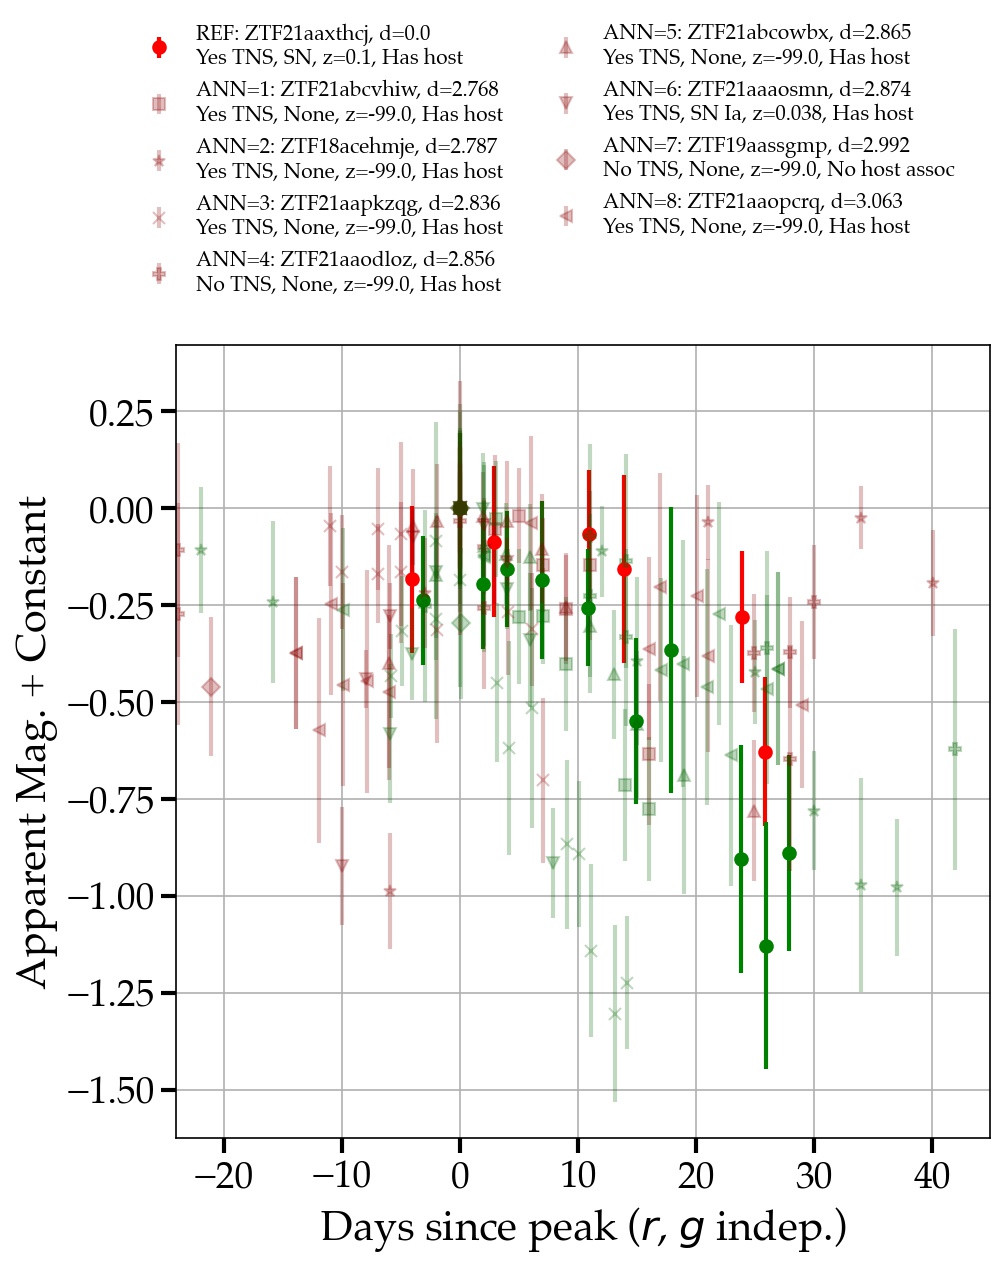 REF: ZTF21aaxthcj, d=0.0
Yes TNS, SN, z=0.1, Has host
ANN=1: ZTF21abcvhiw, d=2.768
Yes TNS, None, z=-99.0, Has host
ANN=2: ZTF18acehmje, d=2.787
Yes TNS, None, z=-99.0, Has host
ANN=3: ZTF21aapkzqg, d=2.836
Yes TNS, None, z=-99.0, Has host
ANN=4: ZTF21aaodloz, d=2.856
No TNS, None, z=-99.0, Has host
ANN=5: ZTF21abcowbx, d=2.865
Yes TNS, None, z=-99.0, Has host
ANN=6: ZTF21aaaosmn, d=2.874
Yes TNS, SN Ia, z=0.038, Has host
ANN=7: ZTF19aassgmp, d=2.992
No TNS, None, z=-99.0, No host assoc
ANN=8: ZTF21aaopcrq, d=3.063
Yes TNS, None, z=-99.0, Has host
Apparent Mag. + Constant
0.25
0.00
−0.25
−0.50
−0.75
−1.00
−1.25
−1.50
−20 −10 0 10 20 30 40
Days since peak (r, g indep.)